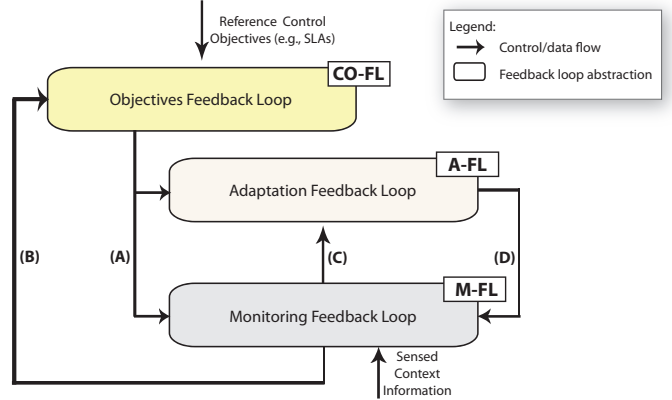 Reference Control
Objectives (e.g., SLAs)
Legend:
Control/data flow
Feedback loop abstraction
CO-FL
Objectives Feedback Loop
A-FL
Adaptation Feedback Loop
(B)
(A)
(C)
(D)
M-FL
Monitoring Feedback Loop
Sensed
Context
Information